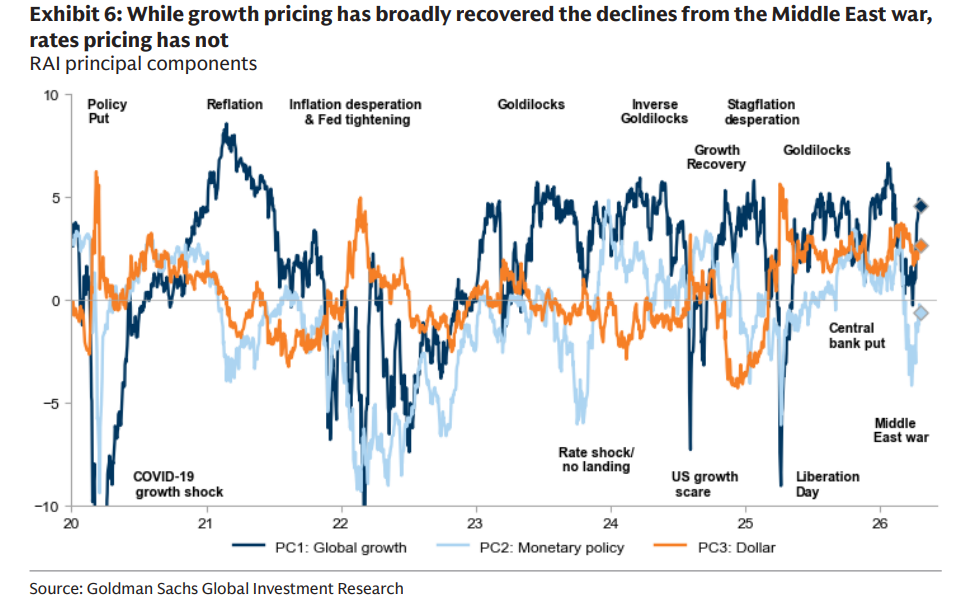 Exhibit 6: While growth pricing has broadly recovered the declines from the Middle East war,
rates pricing has not
RAI principal components
10
5
0
−5
−10
Policy
Put
Reflation
Inflation desperation
& Fed tightening
Goldilocks
Inverse
Goldilocks
Stagflation
desperation
Growth
Recovery
Goldilocks
Central
bank put
Middle
East war
Rate shock/
no landing
COVID-19
growth shock
US growth
scare
Liberation
Day
20
21
22
23
24
25
26
PC1: Global growth
PC2: Monetary policy
PC3: Dollar
Source: Goldman Sachs Global Investment Research